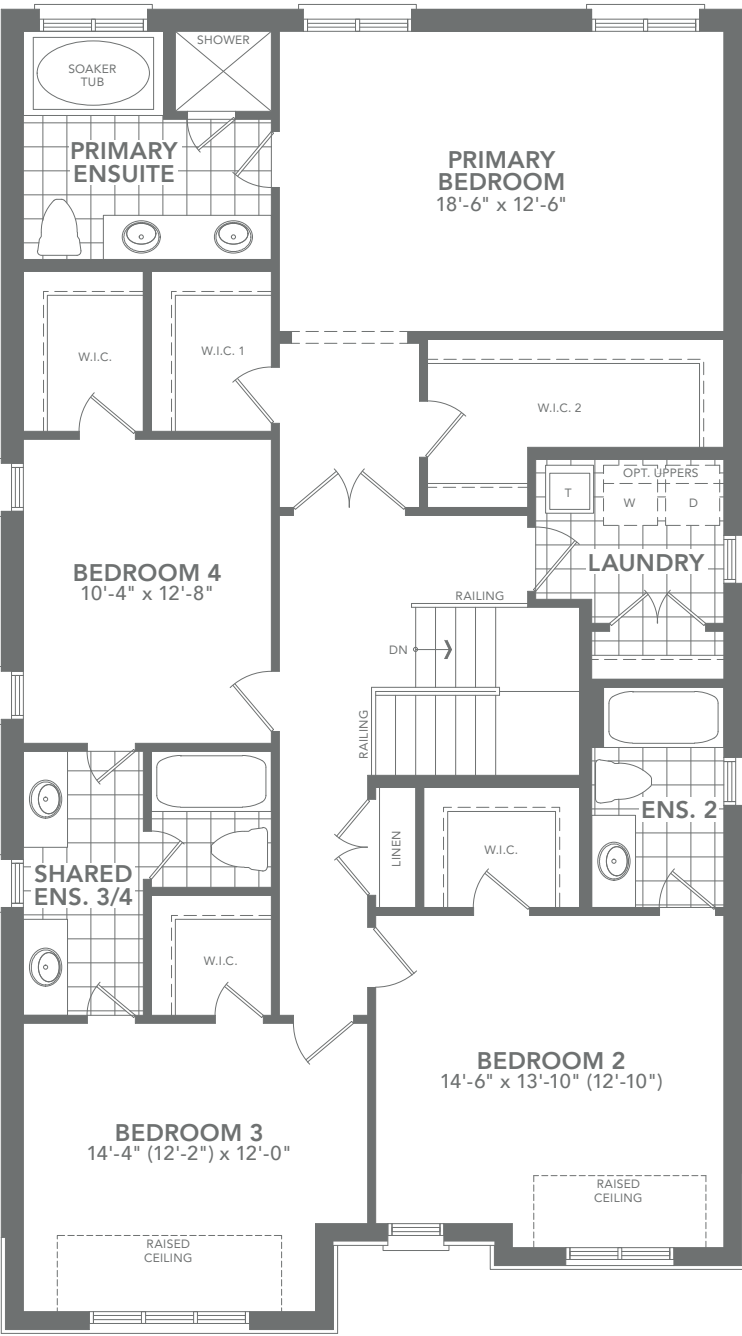 SHOWER
SOAKER
TUB
PRIMARY
ENSUITE
PRIMARY
BEDROOM
18'-6" x 12'-6"
W.I.C.
W.I.C. 1
W.I.C. 2
OPT. UPPERS
T
W
D
LAUNDRY
BEDROOM 4
10'-4" x 12'-8"
RAILING
DN
RAILING
LINEN
W.I.C.
ENS. 2
SHARED
ENS. 3/4
W.I.C.
BEDROOM 2
14'-6" x 13'-10" (12'-10")
BEDROOM 3
14'-4" (12'-2") x 12'-0"
RAISED
CEILING
RAISED
CEILING